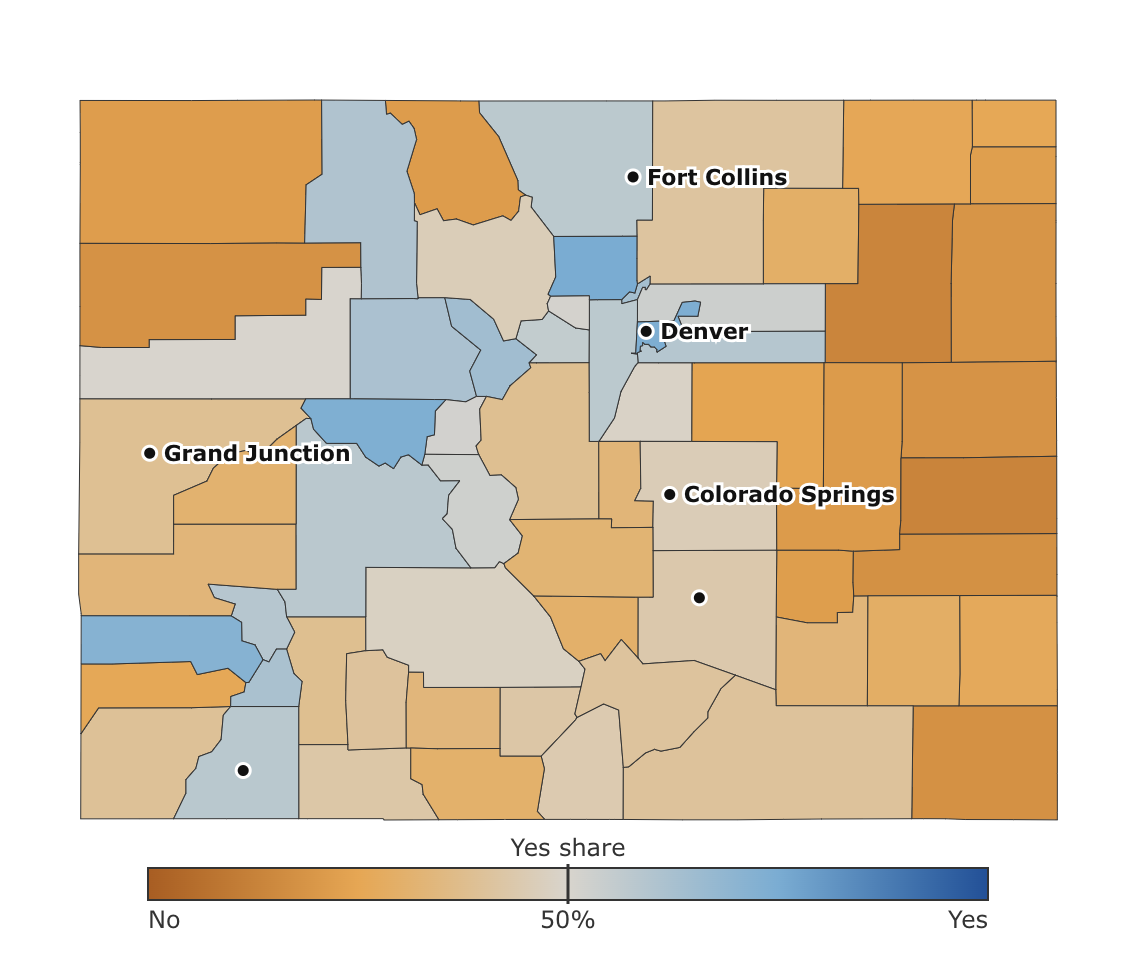 Fort Collins
Denver
Grand Junction
Colorado Springs
Yes share
No
50%
Yes